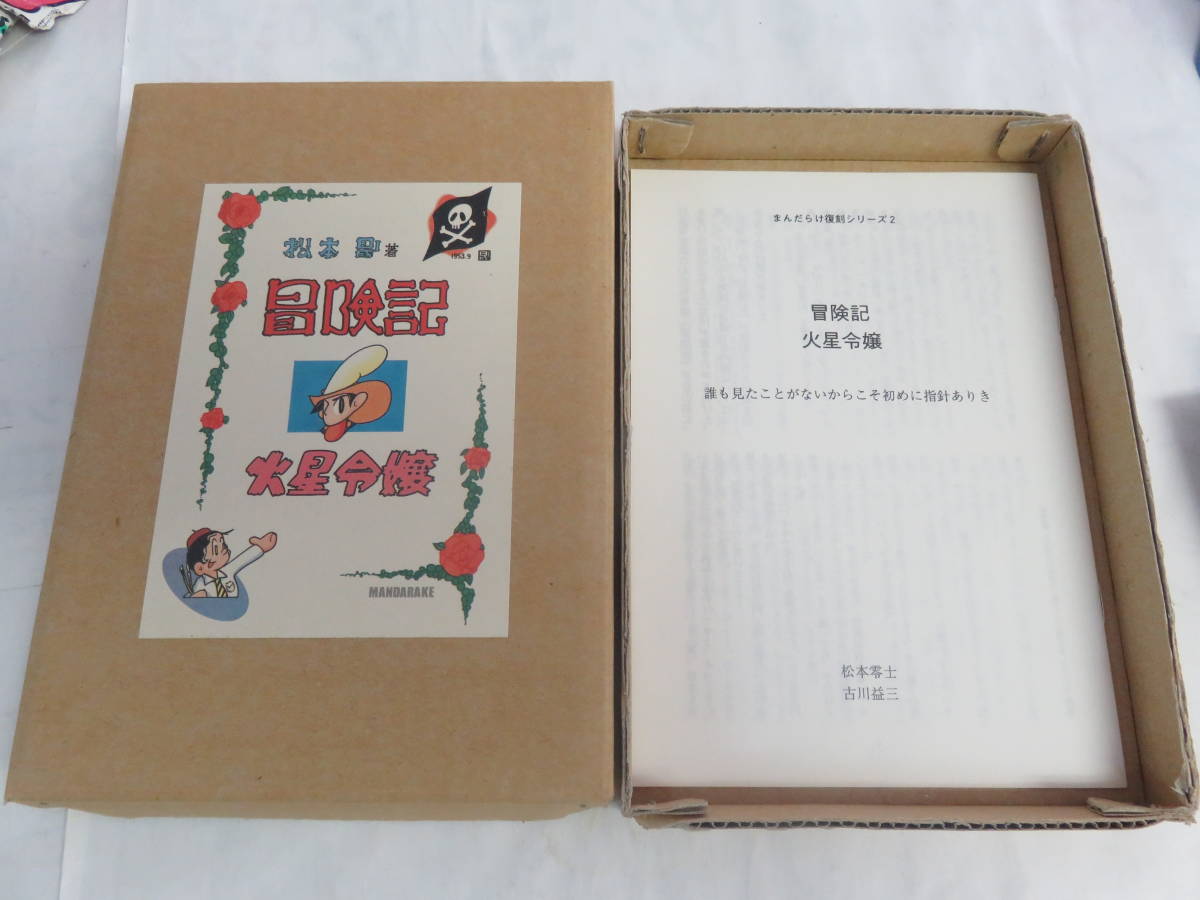 松本 晟 著
1953.9
冒険記
火星令嬢
MANDARAKE
まんだらけ復刻シリーズ2
冒険記
火星令嬢
誰も見たことがないからこそ初めに指針ありき
松本零士
古川益三